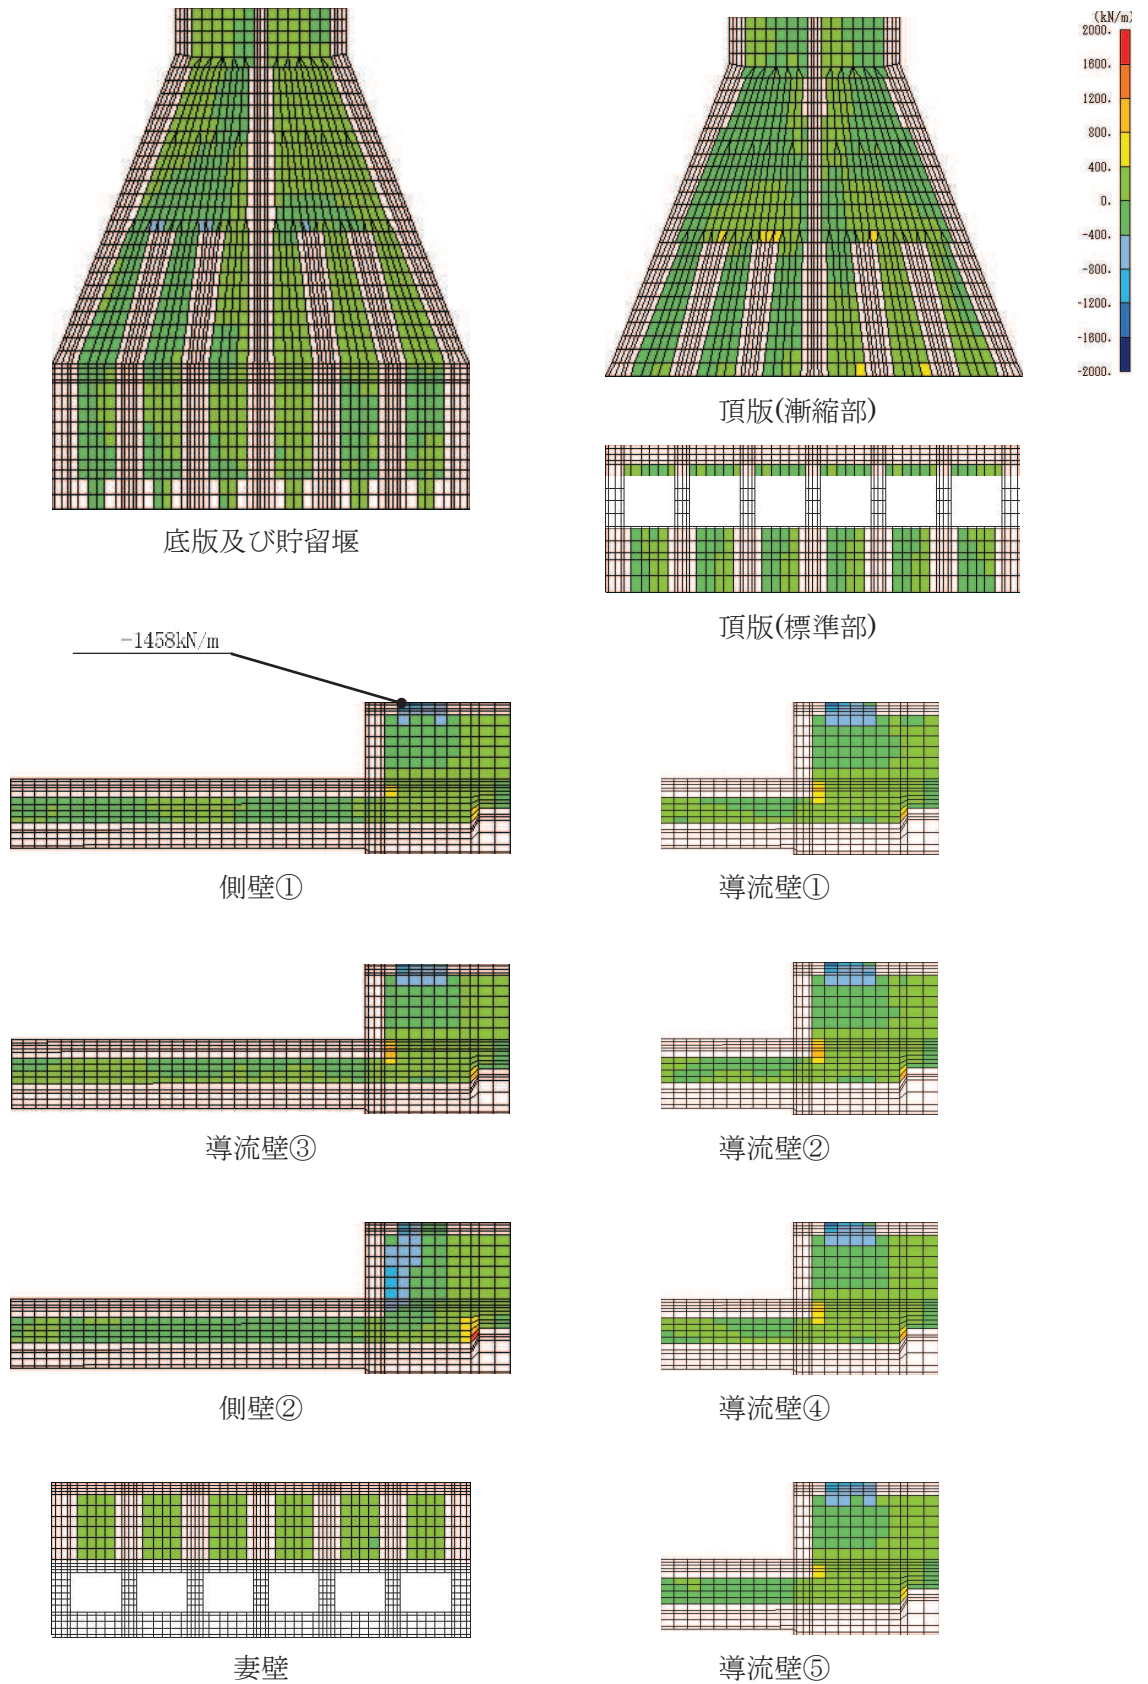 (kN/m)
2000.
1600.
1200.
800.
400.
0.
-400.
-800.
-1200.
-1600.
-2000.
頂版(漸縮部)
底版及び貯留堰
頂版(標準部)
-1458kN/m
側壁①
導流壁①
導流壁③
導流壁②
側壁②
導流壁④
妻壁
導流壁⑤